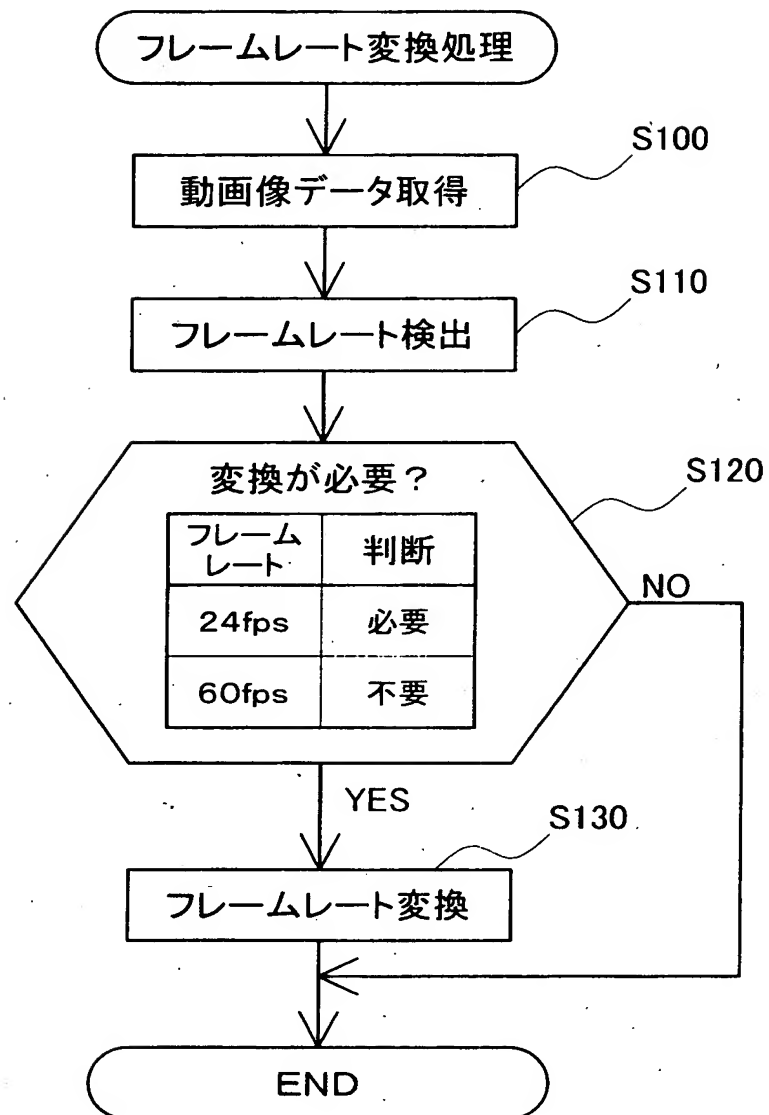 フレームレート変換処理
S100
動画像データ取得
S110
フレームレート検出
S120
変換が必要？
フレーム
レート
判断
24fps
必要
60fps
不要
NO
YES
S130
フレームレート変換
END